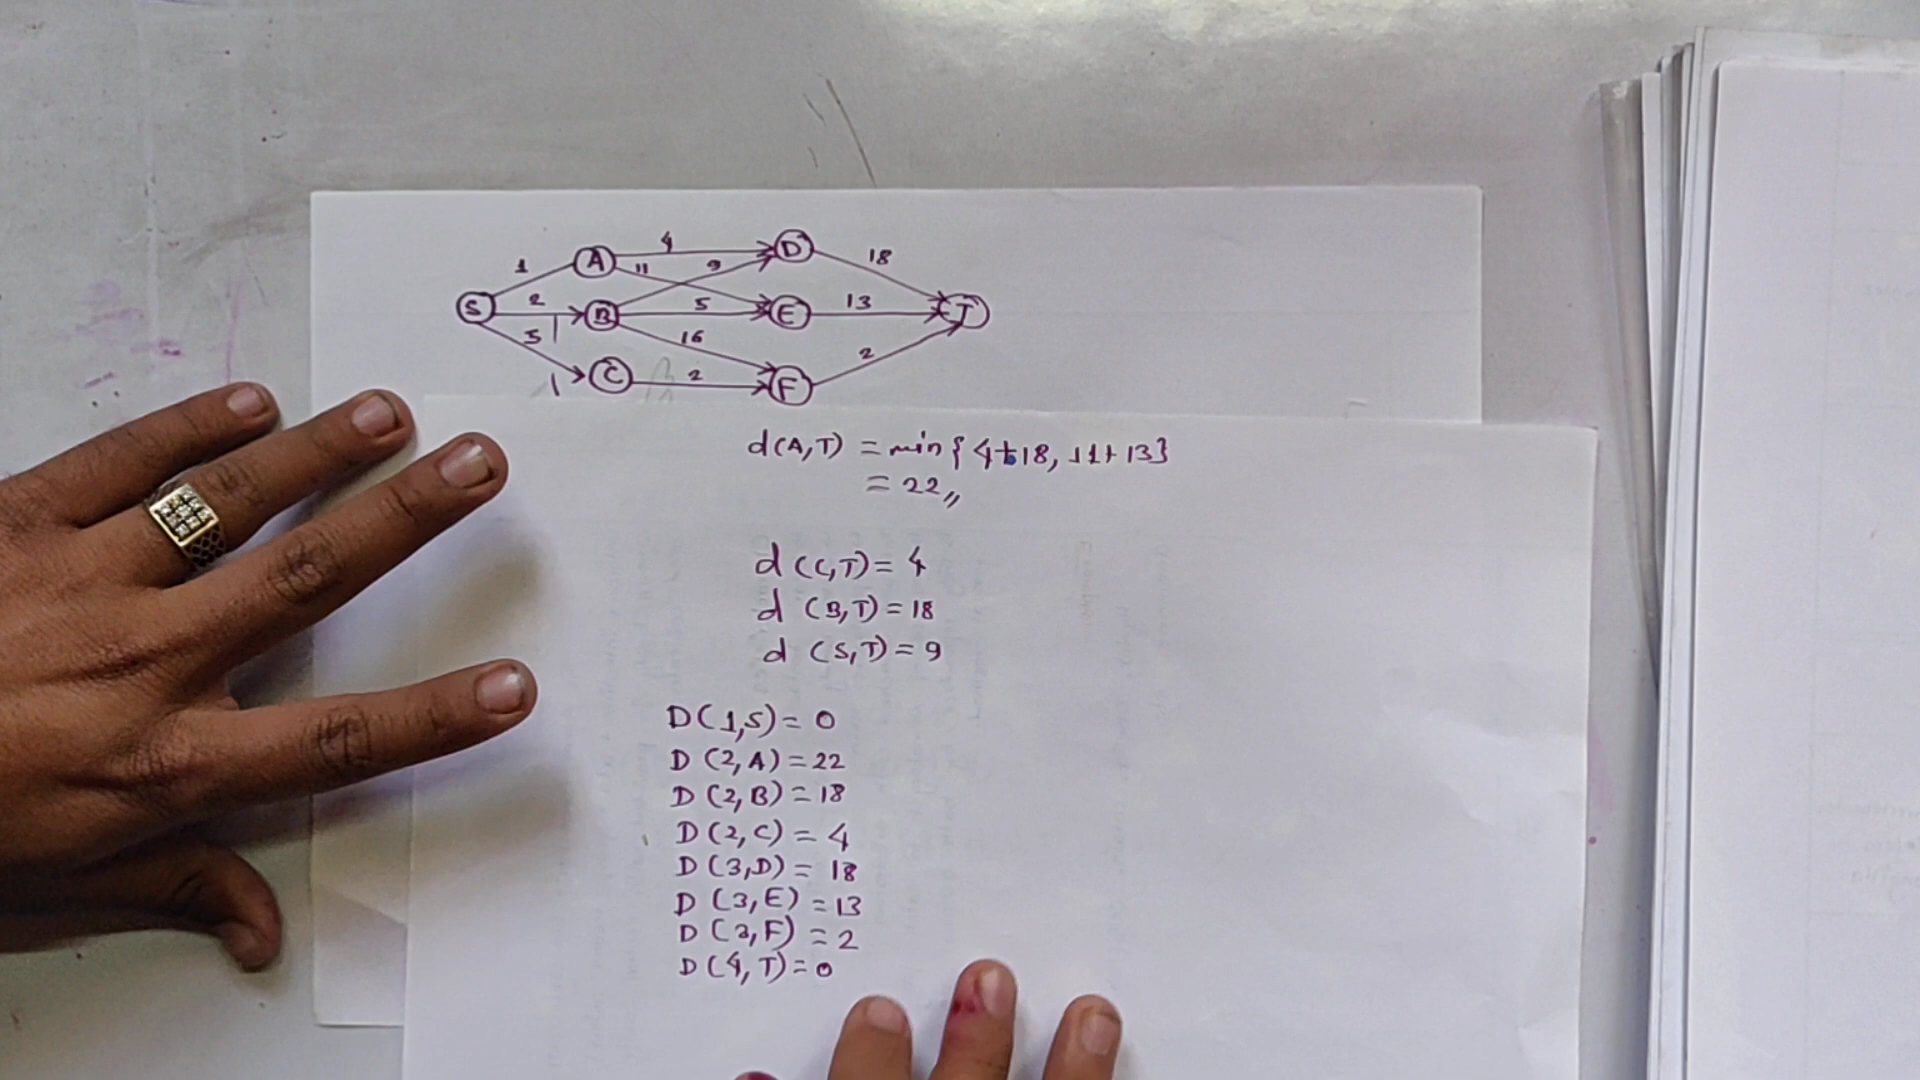 4
A
D
1
11
9
18
S
2
B
5
E
13
T
5
16
C
2
F
2
d(A,T) = min{ 4+18, 11+13}
= 22,,
d (C,T) = 4
d (B,T) = 18
d (S,T) = 9
D(1,S) = 0
D (2,A) = 22
D (2,B) = 18
D (2,C) = 4
D (3,D) = 18
D (3,E) = 13
D (3,F) = 2
D (4,T) = 0